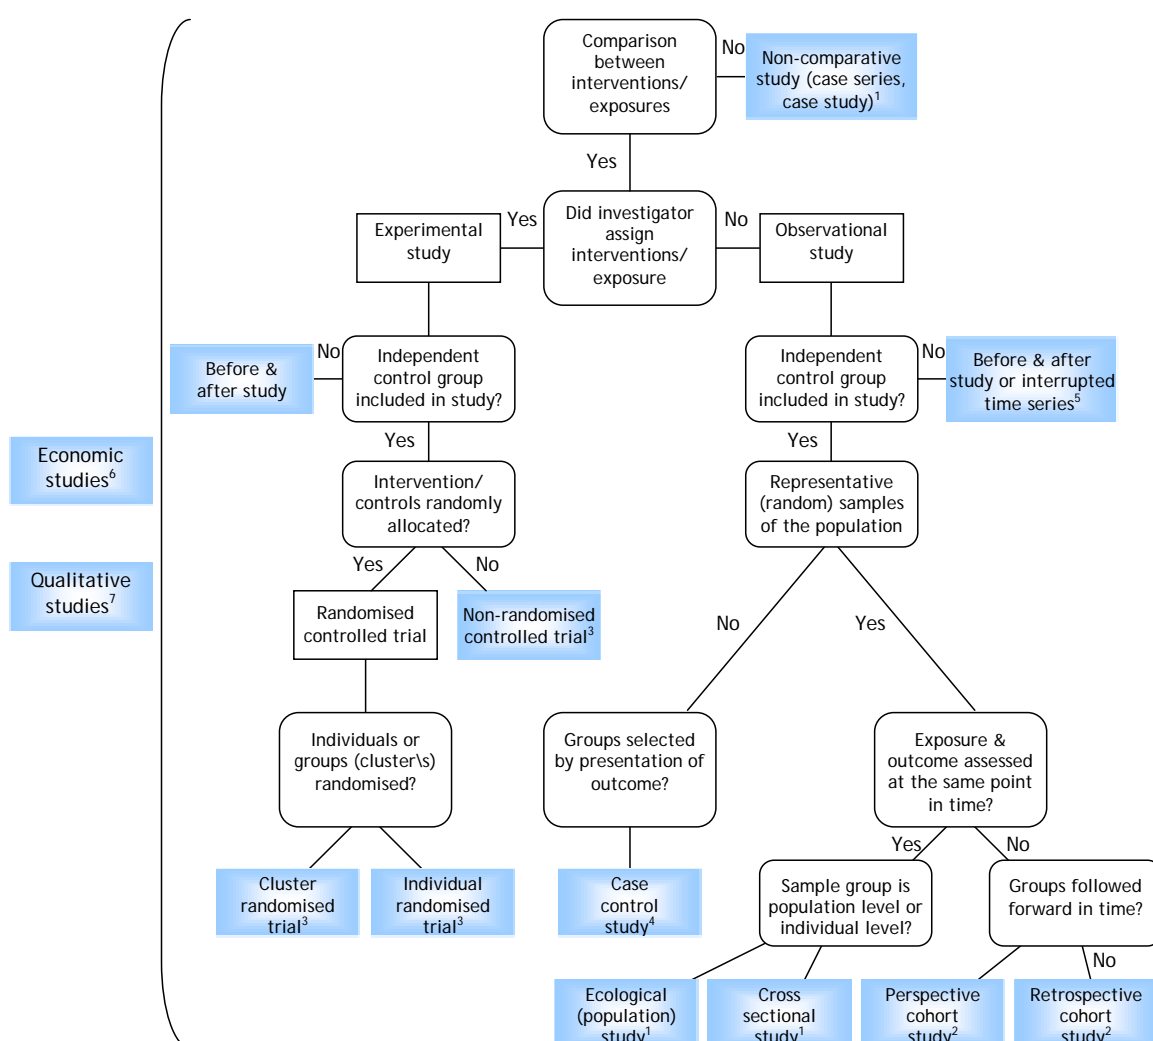 Comparison
between
interventions/
exposures
No
Non-comparative
study (case series,
case study)1
Yes
Did investigator
assign
interventions/
exposure
Yes
Experimental
study
No
Observational
study
Independent
control group
included in study?
No
Before &
after study
Independent
control group
included in study?
No
Before & after
study or interrupted
time series5
Economic
studies6
Qualitative
studies7
Yes
Intervention/
controls randomly
allocated?
Yes
Representative
(random) samples
of the population
Yes
No
Randomised
controlled trial
Non-randomised
controlled trial3
No
Yes
Individuals or
groups (cluster\s)
randomised?
Groups selected
by presentation of
outcome?
Exposure &
outcome assessed
at the same point
in time?
Yes
No
Cluster
randomised
trial3
Individual
randomised
trial3
Case
control
study4
Sample group is
population level or
individual level?
Groups followed
forward in time?
No
Ecological
(population)
study1
Cross
sectional
study1
Perspective
cohort
study2
Retrospective
cohort
study2